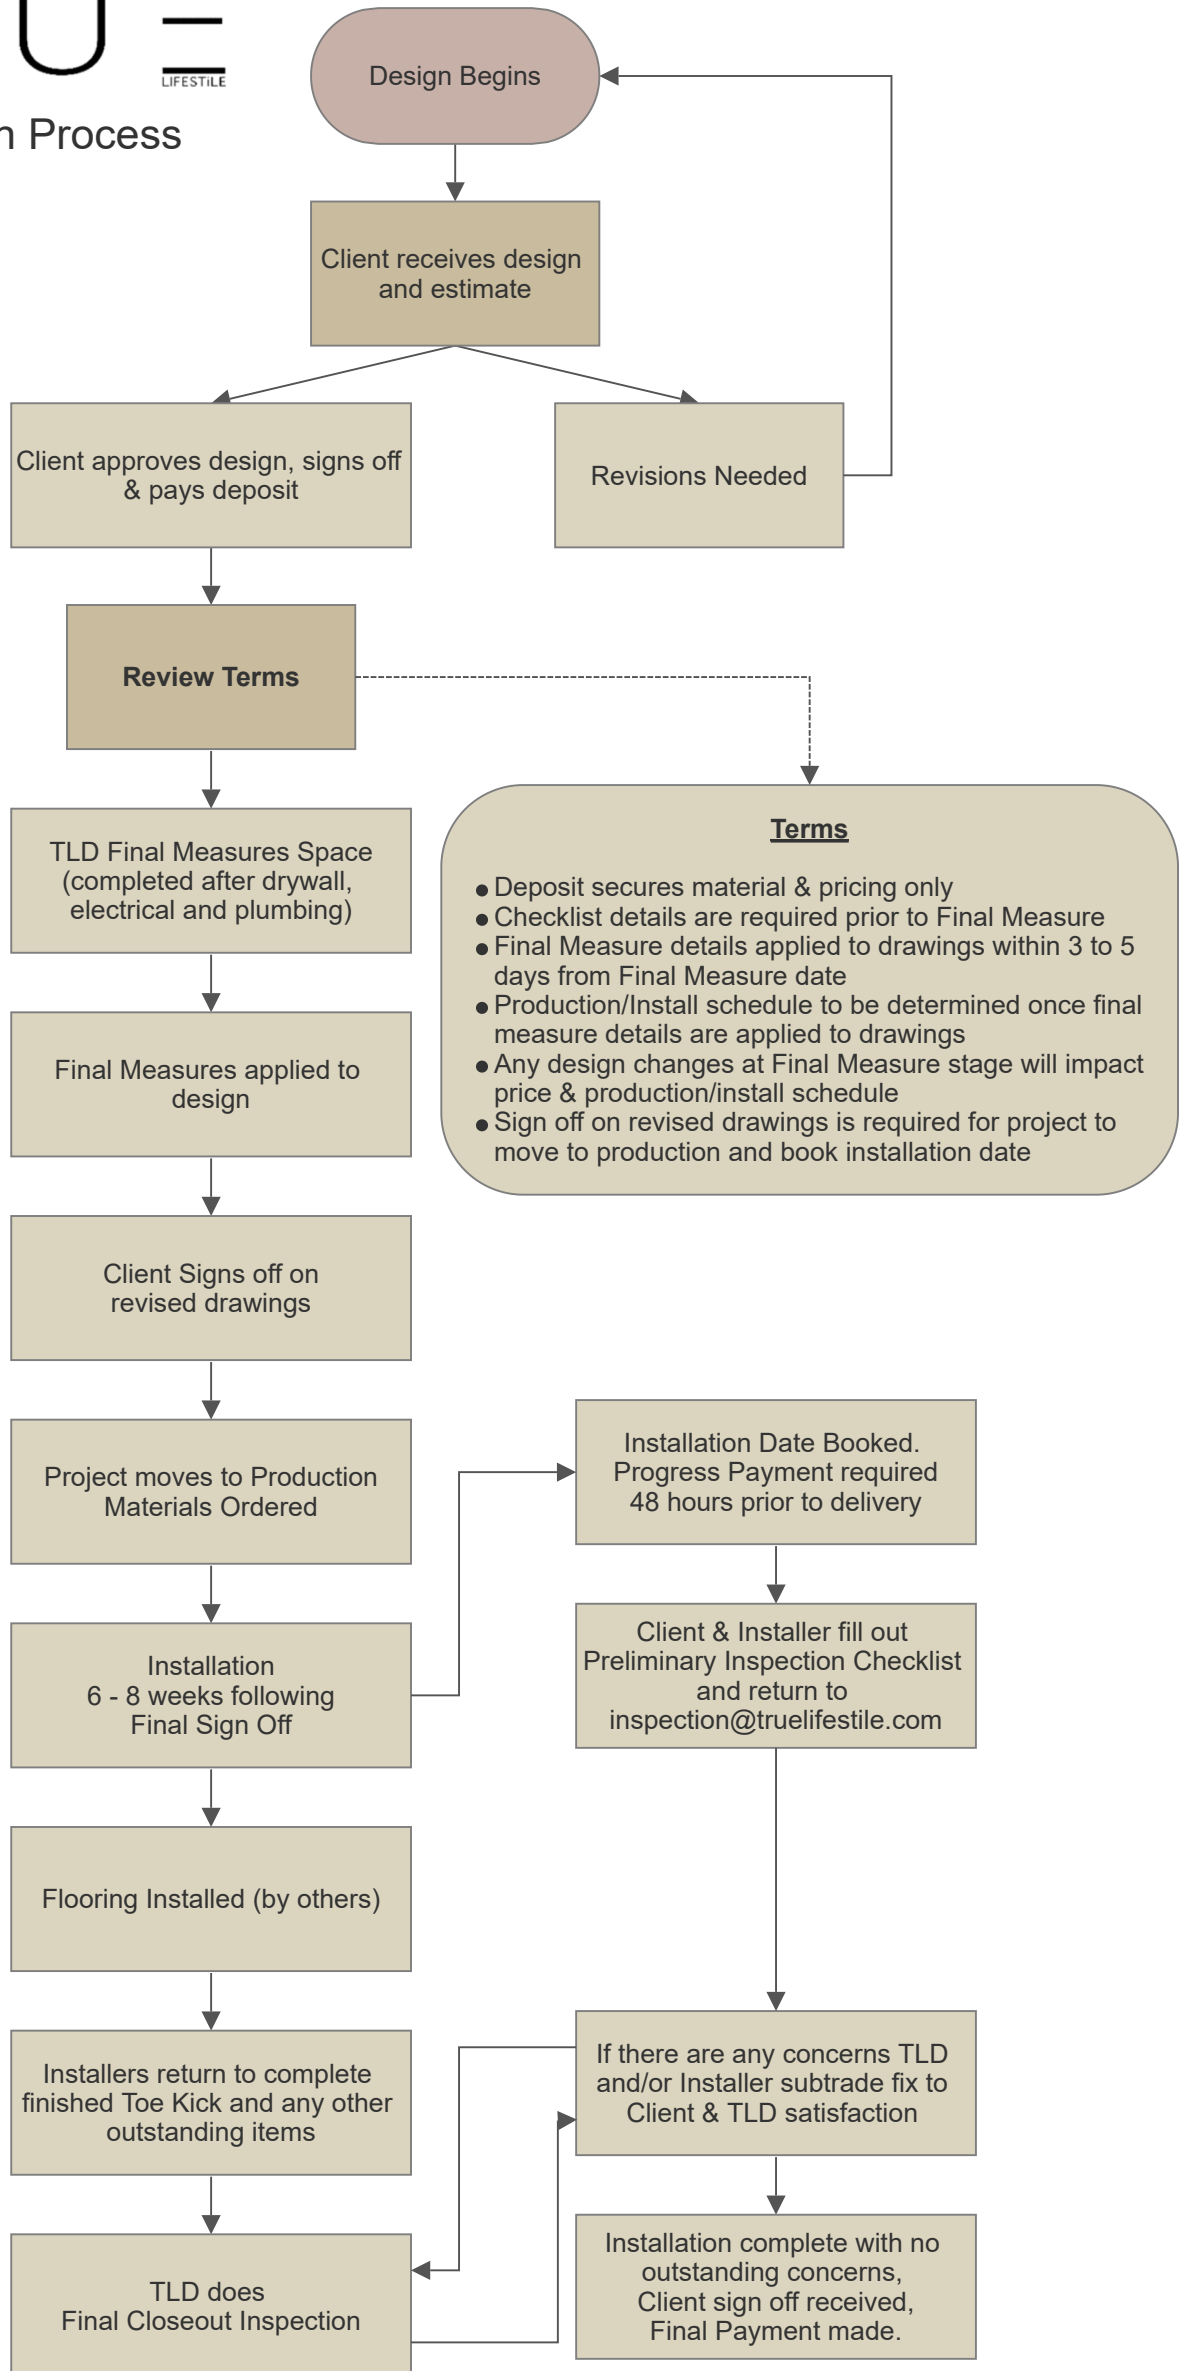 U
LIFESTiLE
Process
Design Begins
Client receives design
and estimate
Client approves design, signs off
& pays deposit
Revisions Needed
Review Terms
Terms
● Deposit secures material & pricing only
● Checklist details are required prior to Final Measure
● Final Measure details applied to drawings within 3 to 5
days from Final Measure date
● Production/Install schedule to be determined once final
measure details are applied to drawings
● Any design changes at Final Measure stage will impact
price & production/install schedule
● Sign off on revised drawings is required for project to
move to production and book installation date
TLD Final Measures Space
(completed after drywall,
electrical and plumbing)
Final Measures applied to
design
Client Signs off on
revised drawings
Project moves to Production
Materials Ordered
Installation
6 - 8 weeks following
Final Sign Off
Installation Date Booked.
Progress Payment required
48 hours prior to delivery
Client & Installer fill out
Preliminary Inspection Checklist
and return to
inspection@truelifestile.com
Flooring Installed (by others)
Installers return to complete
finished Toe Kick and any other
outstanding items
If there are any concerns TLD
and/or Installer subtrade fix to
Client & TLD satisfaction
TLD does
Final Closeout Inspection
Installation complete with no
outstanding concerns,
Client sign off received,
Final Payment made.